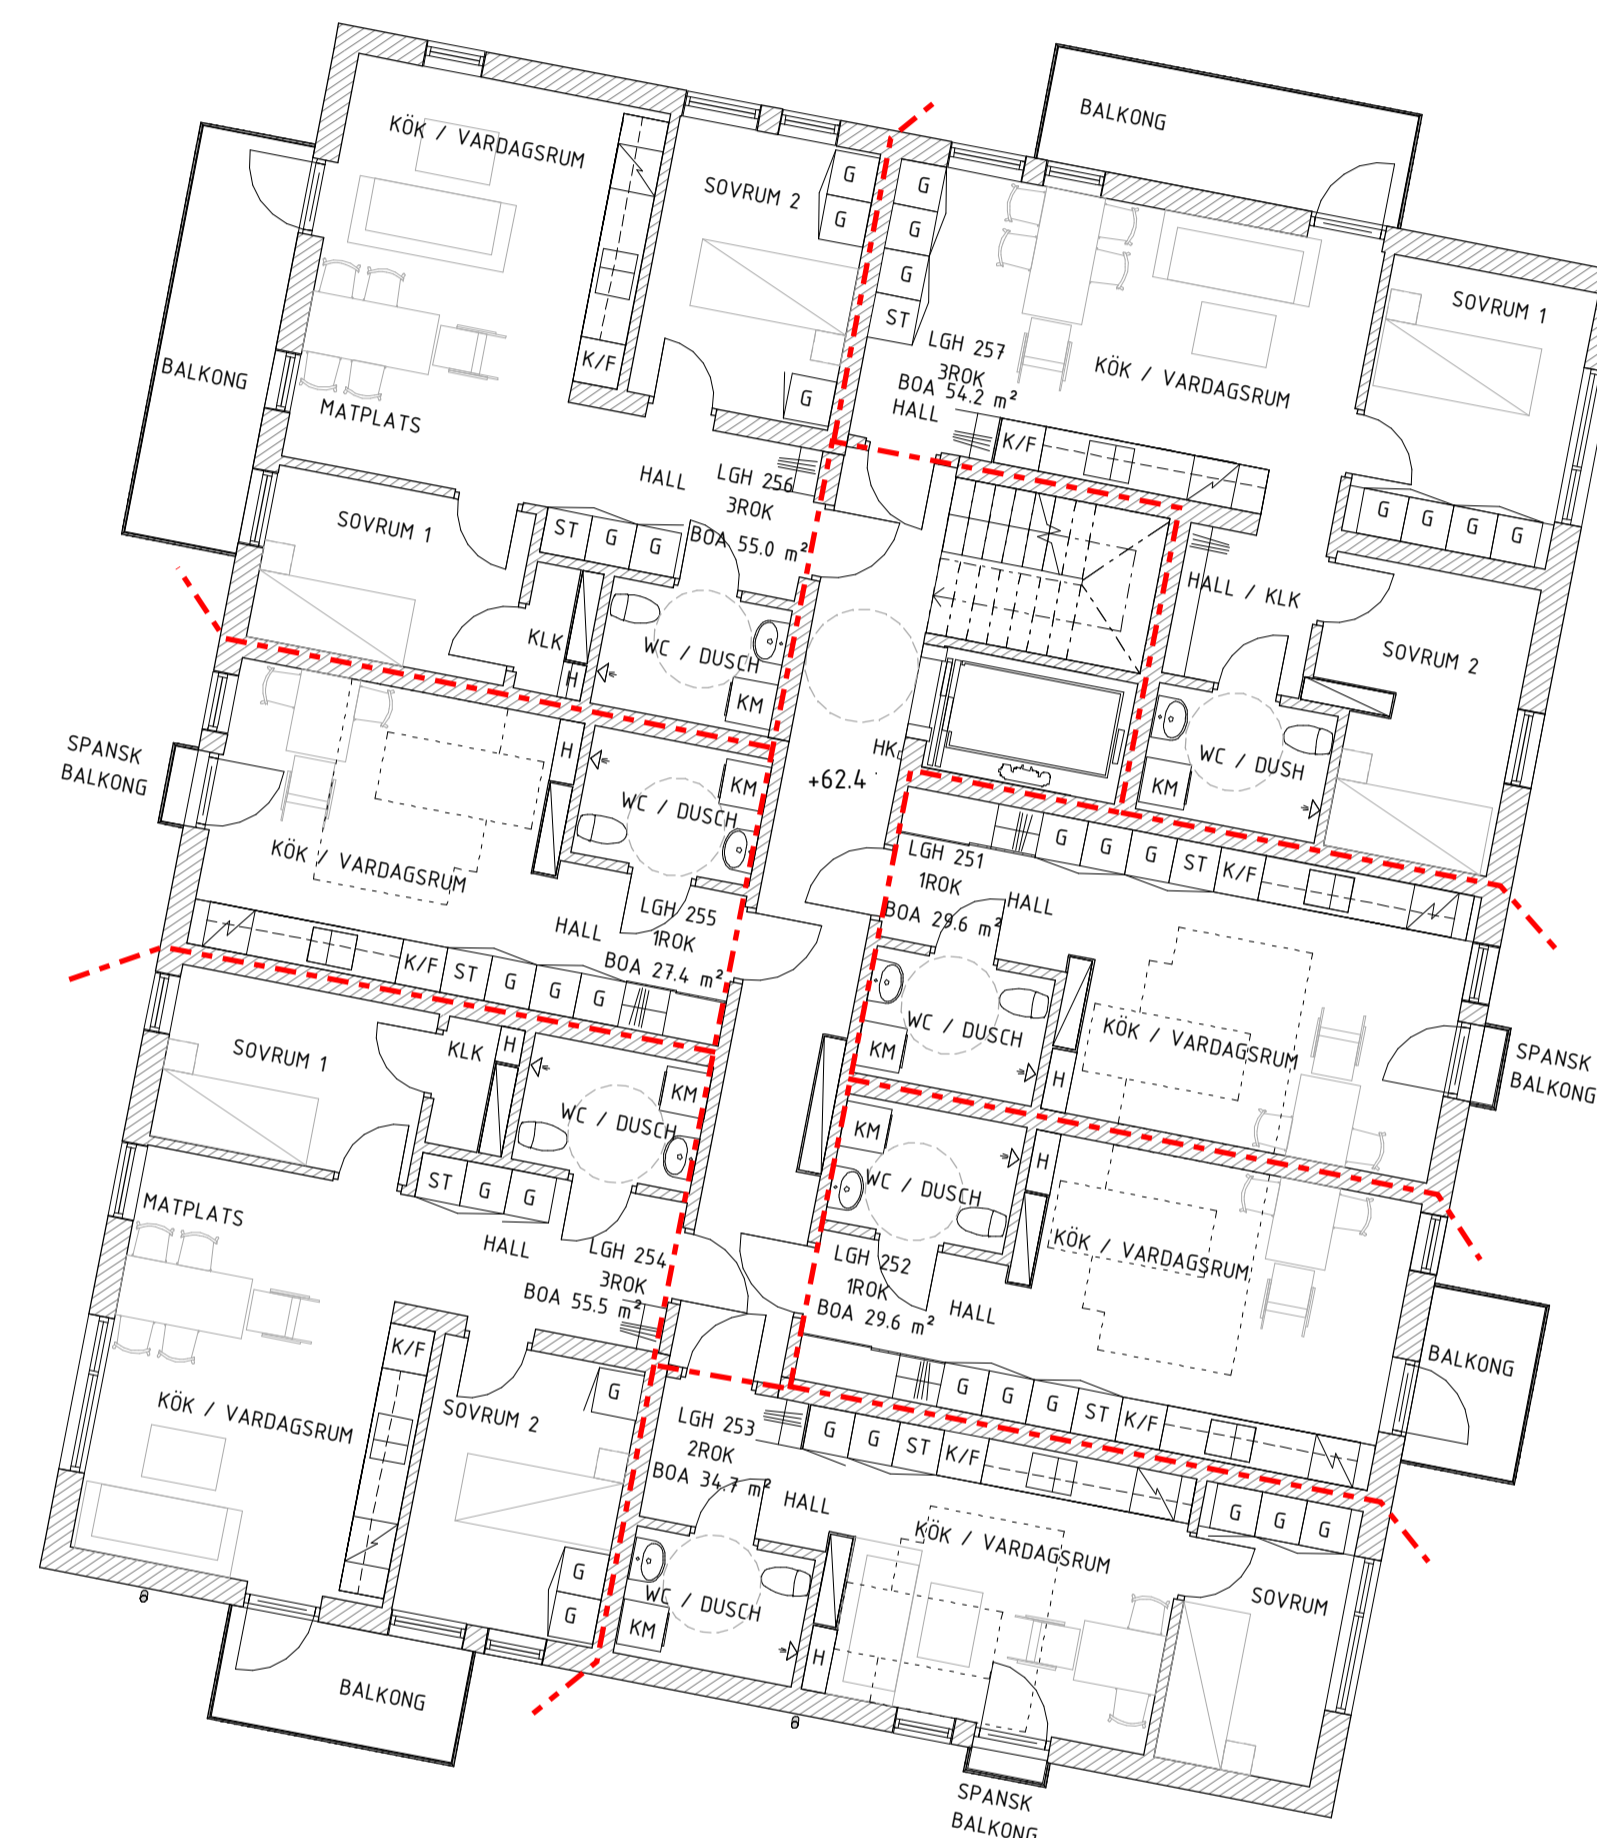 BALKONG
KÖK / VARDAGSRUM
SOVRUM 2
G
G
G
G
G
ST
K/F
G
BALKONG
MATPLATS
LGH 257
3ROK
BOA 54.2 m²
HALL
K/F
KÖK / VARDAGSRUM
SOVRUM 1
G
G
G
G
HALL
LGH 256
3ROK
BOA 55.0 m²
SOVRUM 1
ST
G
G
KLK
H
WC / DUSCH
KM
HALL / KLK
SOVRUM 2
WC / DUSH
KM
SPANSK
BALKONG
H
KM
WC / DUSCH
KÖK / VARDAGSRUM
HK
+62.4
LGH 255
1ROK
BOA 27.4 m²
HALL
K/F
ST
G
G
G
G
G
G
ST
K/F
LGH 251
1ROK
BOA 29.6 m²
HALL
WC / DUSCH
KM
H
KÖK / VARDAGSRUM
SPANSK
BALKONG
SOVRUM 1
KLK
H
KM
WC / DUSCH
ST
G
G
MATPLATS
HALL
LGH 254
3ROK
BOA 55.5 m²
KM
WC / DUSCH
H
KÖK / VARDAGSRUM
LGH 252
1ROK
BOA 29.6 m²
HALL
G
G
G
ST
K/F
BALKONG
K/F
KÖK / VARDAGSRUM
SOVRUM 2
G
G
G
LGH 253
2ROK
BOA 34.7 m²
HALL
G
G
ST
K/F
G
G
G
KÖK / VARDAGSRUM
SOVRUM
WC / DUSCH
KM
H
BALKONG
SPANSK
BALKONG